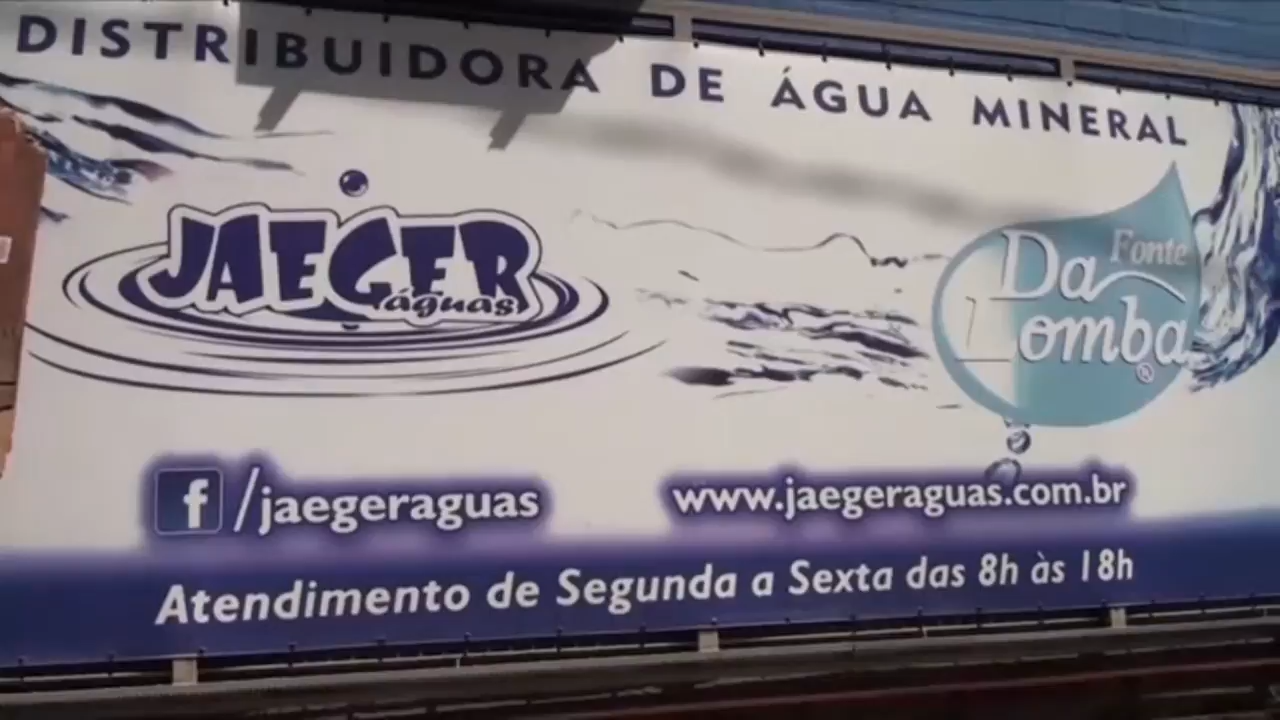 DISTRIBUIDORA DE ÁGUA MINERAL
JAEGER
águas
Fonte
Da
Lomba
®
f/jaegeraguas
www.jaegeraguas.com.br
Atendimento de Segunda a Sexta das 8h às 18h